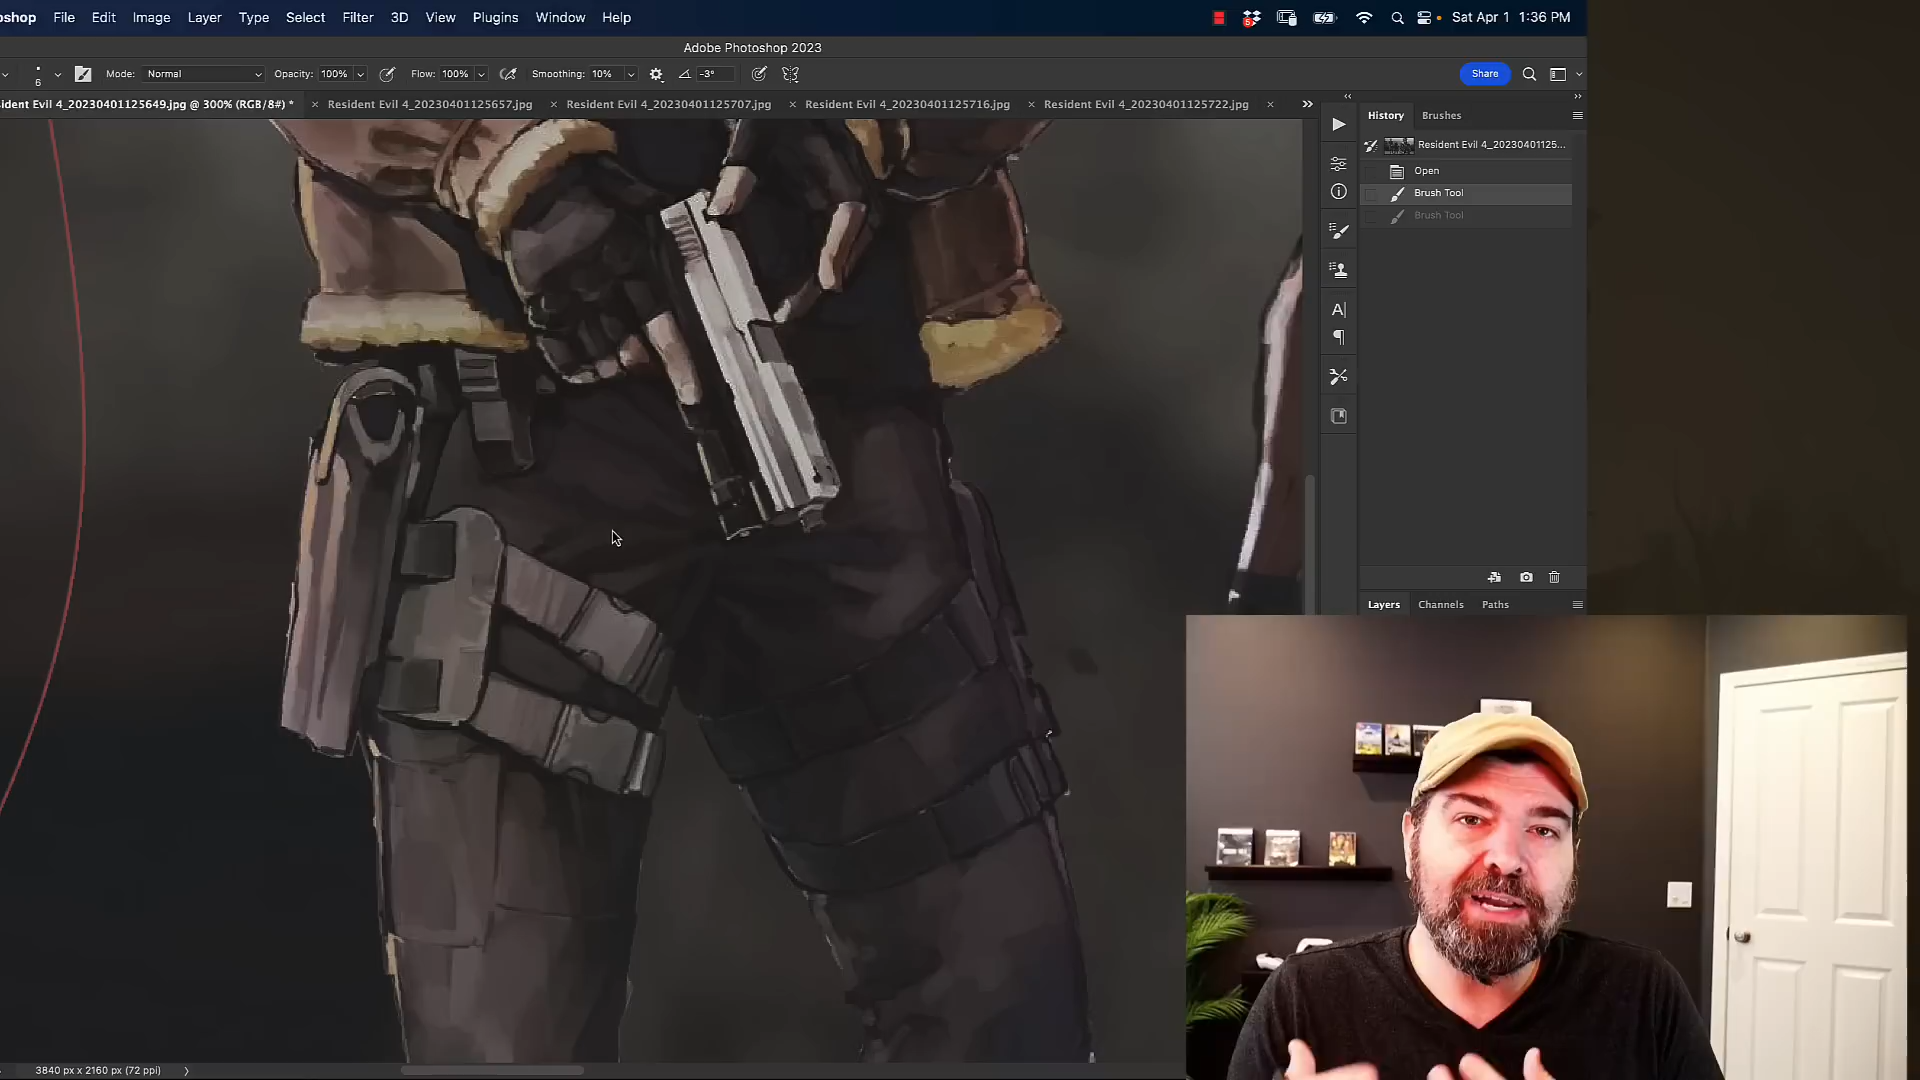 oshop File Edit Image Layer Type Select Filter 3D View Plugins Window Help
5 Sat Apr 1 1:36 PM
Adobe Photoshop 2023
6 Mode: Normal Opacity: 100% Flow: 100% Smoothing: 10% -3° Share
ident Evil 4_20230401125649.jpg @ 300% (RGB/8#) * Resident Evil 4_20230401125657.jpg Resident Evil 4_20230401125707.jpg Resident Evil 4_20230401125716.jpg Resident Evil 4_20230401125722.jpg
History Brushes
Resident Evil 4_20230401125...
Open
Brush Tool
Brush Tool
Layers Channels Paths
3840 px x 2160 px (72 ppi)